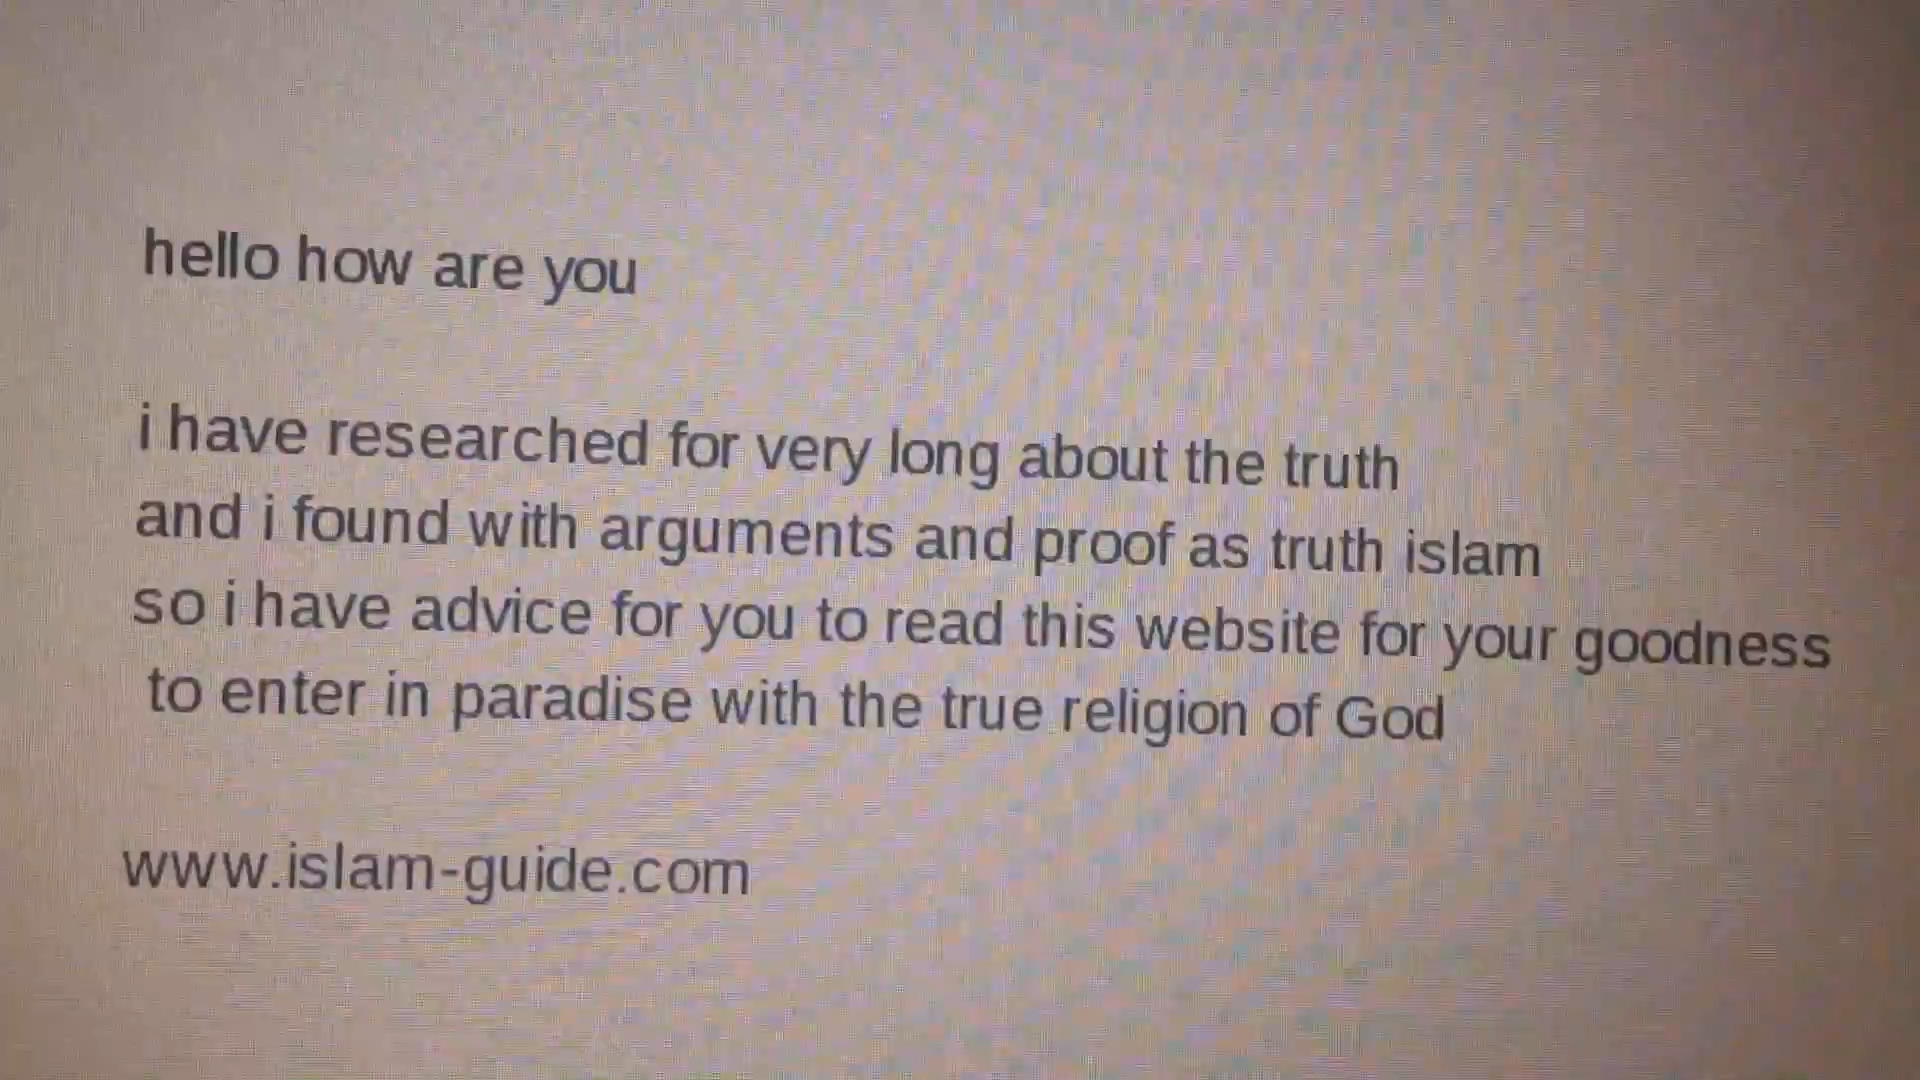 hello how are you
i have researched for very long about the truth
and i found with arguments and proof as truth islam
so i have advice for you to read this website for your goodness
to enter in paradise with the true religion of God
www.islam-guide.com